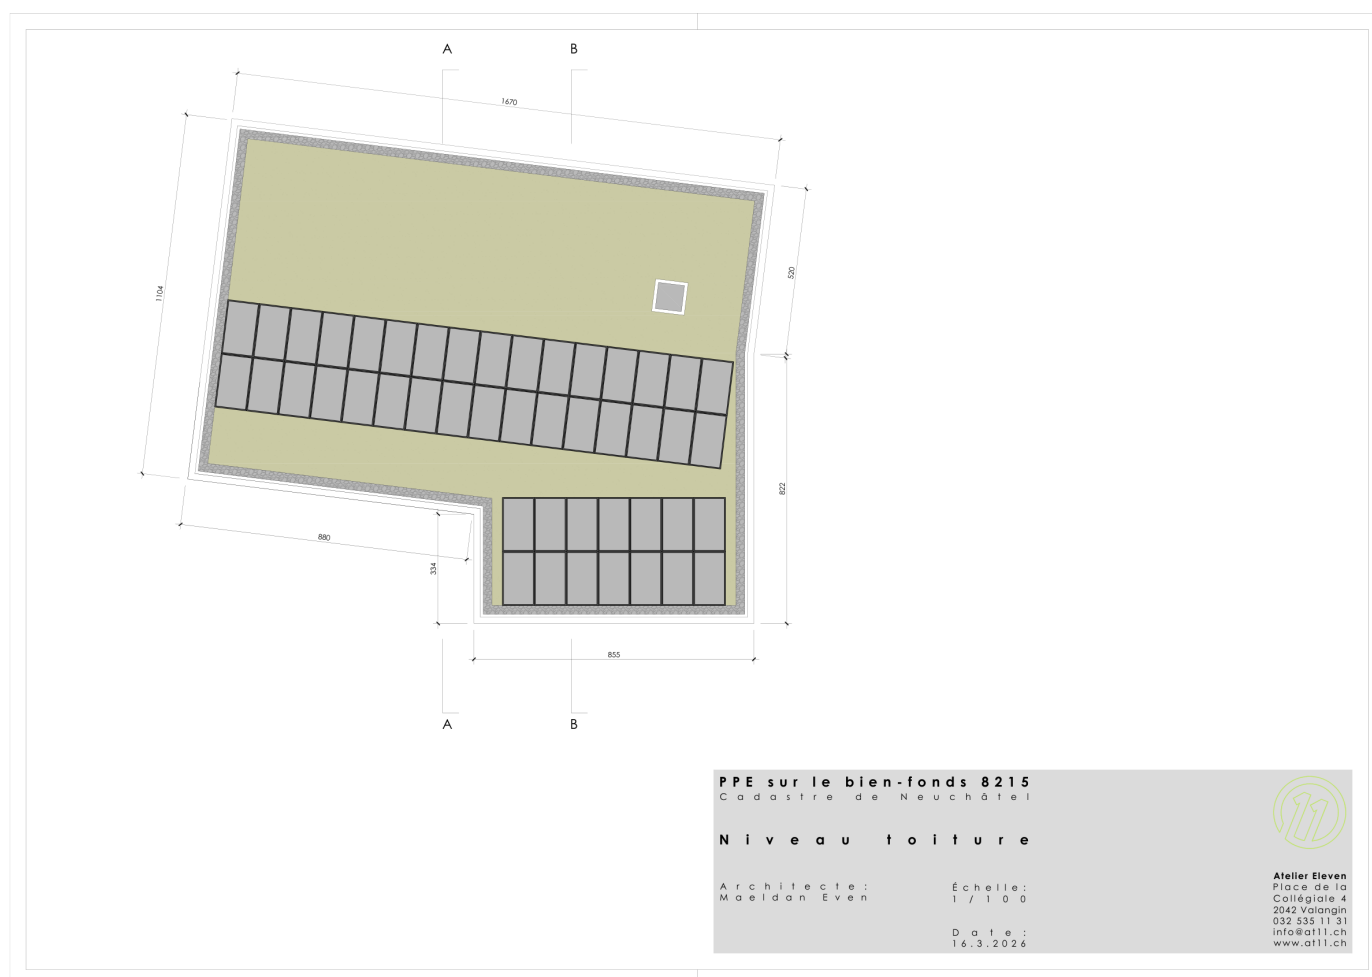 A
B
1670
1104
520
822
880
334
855
A
B
PPE sur le bien-fonds 8215
Cadastre de Neuchâtel
Niveau toiture
Architecte:
Maeldan Even
Échelle:
1/100
Date:
16.3.2026
11
Atelier Eleven
Place de la
Collégiale 4
2042 Valangin
032 535 11 31
info@at11.ch
www.at11.ch